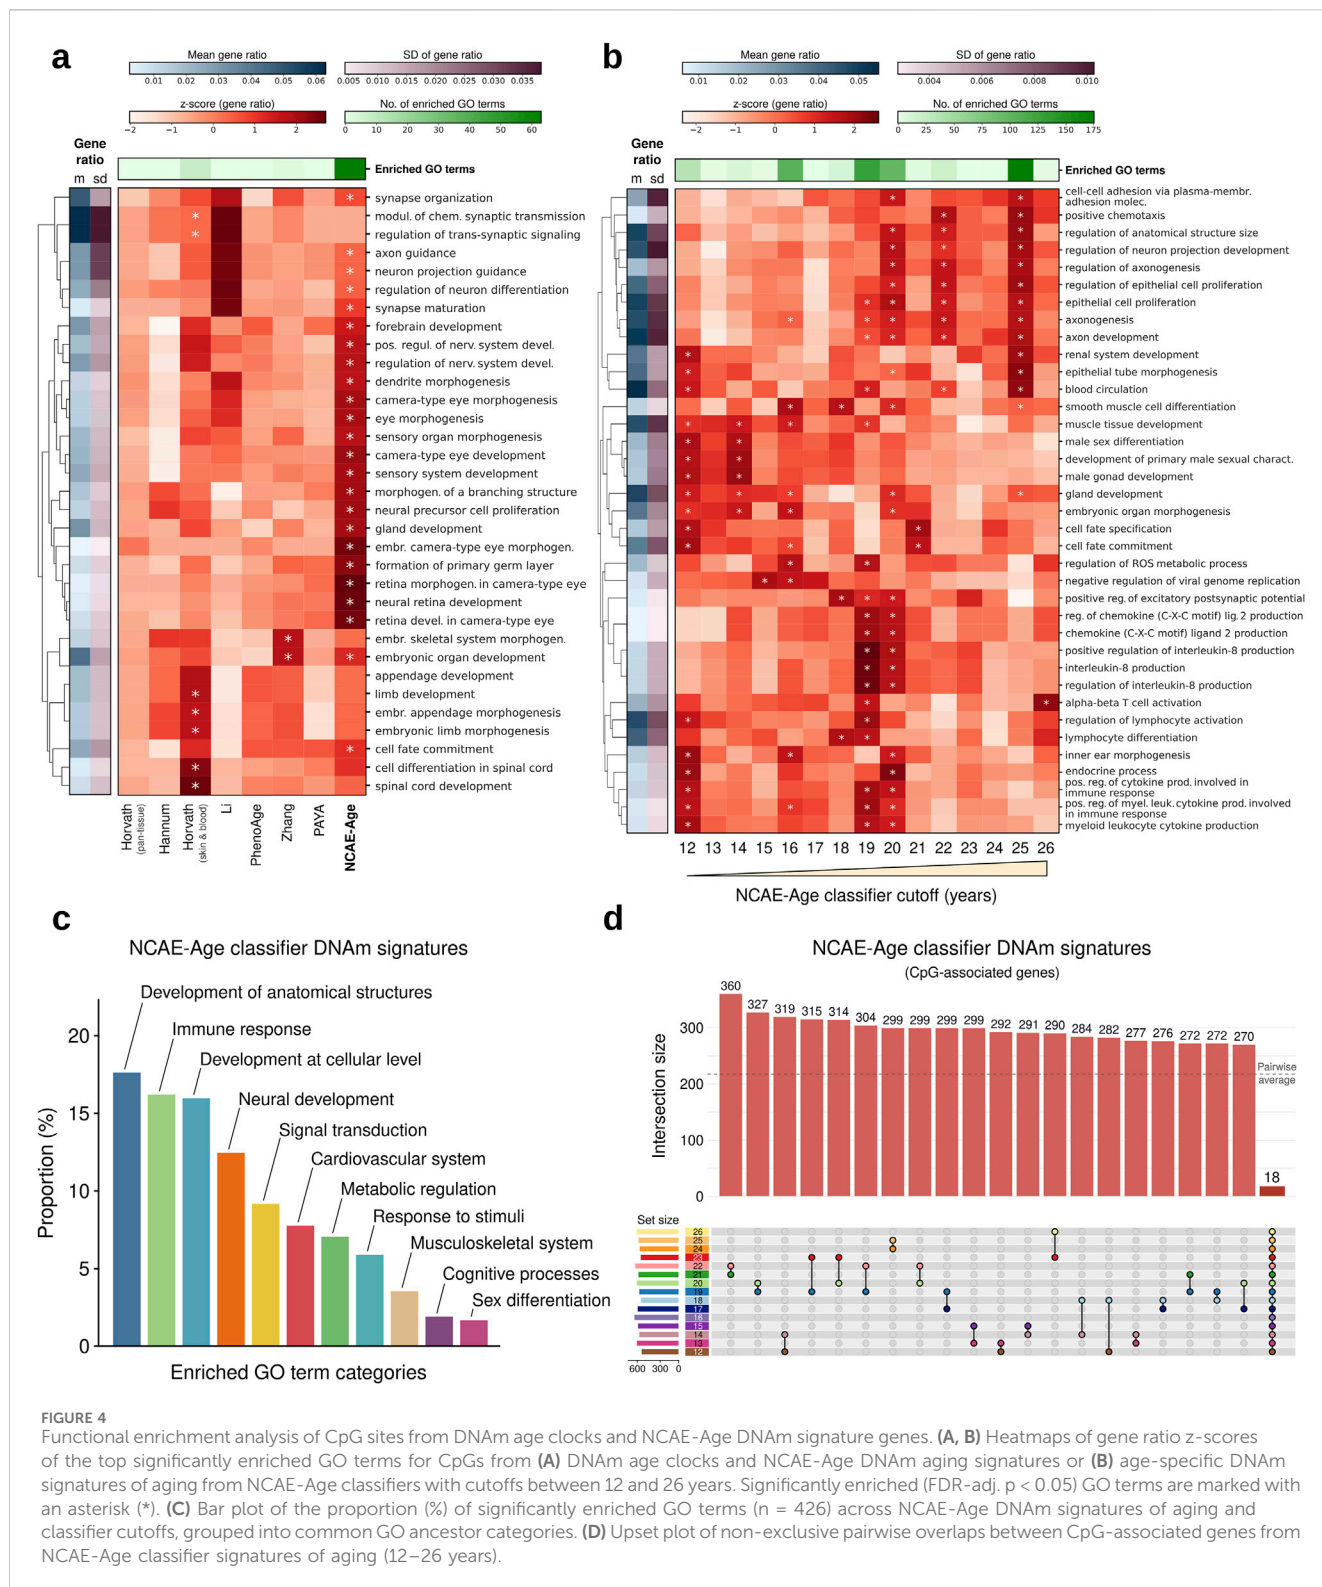 a
Mean gene ratio
0.01 0.02 0.03 0.04 0.05 0.06
SD of gene ratio
0.005 0.010 0.015 0.020 0.025 0.030 0.035
z-score (gene ratio)
−2 −1 0 1 2
No. of enriched GO terms
0 10 20 30 40 50 60
Gene
ratio
m sd
Enriched GO terms
synapse organization
modul. of chem. synaptic transmission
regulation of trans-synaptic signaling
axon guidance
neuron projection guidance
regulation of neuron differentiation
synapse maturation
forebrain development
pos. regul. of nerv. system devel.
regulation of nerv. system devel.
dendrite morphogenesis
camera-type eye morphogenesis
eye morphogenesis
sensory organ morphogenesis
camera-type eye development
sensory system development
morphogen. of a branching structure
neural precursor cell proliferation
gland development
embr. camera-type eye morphogen.
formation of primary germ layer
retina morphogen. in camera-type eye
neural retina development
retina devel. in camera-type eye
embr. skeletal system morphogen.
embryonic organ development
appendage development
limb development
embr. appendage morphogenesis
embryonic limb morphogenesis
cell fate commitment
cell differentiation in spinal cord
spinal cord development
Horvath
(pan-tissue)
Hannum
Horvath
(skin & blood)
Li
PhenoAge
Zhang
PAYA
NCAE-Age
b
Mean gene ratio
0.01 0.02 0.03 0.04 0.05
SD of gene ratio
0.004 0.006 0.008 0.010
z-score (gene ratio)
−2 −1 0 1 2
No. of enriched GO terms
0 25 50 75 100 125 150 175
Gene
ratio
m sd
Enriched GO terms
cell-cell adhesion via plasma-membr.
adhesion molec.
positive chemotaxis
regulation of anatomical structure size
regulation of neuron projection development
regulation of axonogenesis
regulation of epithelial cell proliferation
epithelial cell proliferation
axonogenesis
axon development
renal system development
epithelial tube morphogenesis
blood circulation
smooth muscle cell differentiation
muscle tissue development
male sex differentiation
development of primary male sexual charact.
male gonad development
gland development
embryonic organ morphogenesis
cell fate specification
cell fate commitment
regulation of ROS metabolic process
negative regulation of viral genome replication
positive reg. of excitatory postsynaptic potential
reg. of chemokine (C-X-C motif) lig.2 production
chemokine (C-X-C motif) ligand 2 production
positive regulation of interleukin-8 production
interleukin-8 production
regulation of interleukin-8 production
alpha-beta T cell activation
regulation of lymphocyte activation
lymphocyte differentiation
inner ear morphogenesis
endocrine process
pos. reg. of cytokine prod. involved in
immune response
pos. reg. of myel. leuk. cytokine prod. involved
in immune response
myeloid leukocyte cytokine production
12 13 14 15 16 17 18 19 20 21 22 23 24 25 26
NCAE-Age classifier cutoff (years)
c
NCAE-Age classifier DNAm signatures
Development of anatomical structures
Immune response
Development at cellular level
Neural development
Signal transduction
Cardiovascular system
Metabolic regulation
Response to stimuli
Musculoskeletal system
Cognitive processes
Sex differentiation
Proportion (%)
20
15
10
5
0
Enriched GO term categories
d
NCAE-Age classifier DNAm signatures
(CpG-associated genes)
360 327 319 315 314 304 299 299 299 299 292 291 290 284 282 277 276 272 272 270 18
Pairwise
average
Intersection size
300
200
100
0
Set size
26
25
24
23
22
21
20
19
18
17
16
15
14
13
12
600 300 0
FIGURE 4
Functional enrichment analysis of CpG sites from DNAm age clocks and NCAE-Age DNAm signature genes. (A, B) Heatmaps of gene ratio z-scores
of the top significantly enriched GO terms for CpGs from (A) DNAm age clocks and NCAE-Age DNAm aging signatures or (B) age-specific DNAm
signatures of aging from NCAE-Age classifiers with cutoffs between 12 and 26 years. Significantly enriched (FDR-adj. p < 0.05) GO terms are marked with
an asterisk (*). (C) Bar plot of the proportion (%) of significantly enriched GO terms (n = 426) across NCAE-Age DNAm signatures of aging and
classifier cutoffs, grouped into common GO ancestor categories. (D) Upset plot of non-exclusive pairwise overlaps between CpG-associated genes from
NCAE-Age classifier signatures of aging (12–26 years).